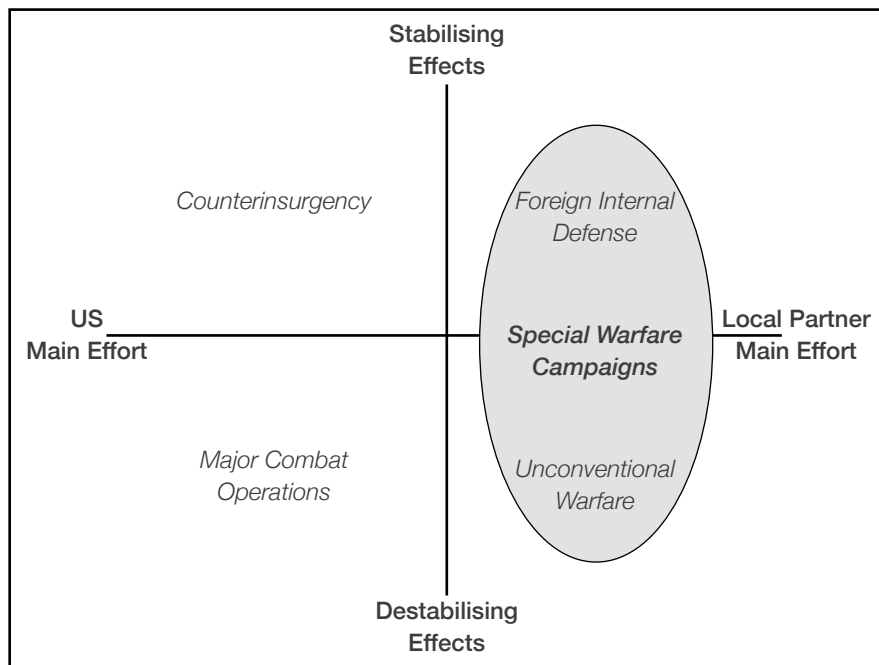 Stabilising
Effects
Counterinsurgency
Foreign Internal
Defense
US
Main Effort
Special Warfare
Campaigns
Local Partner
Main Effort
Major Combat
Operations
Unconventional
Warfare
Destabilising
Effects